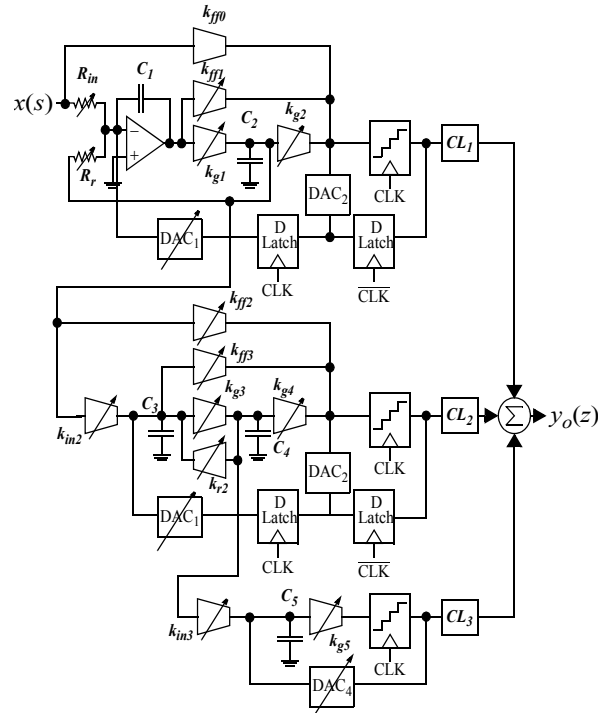 k_ff0
C_1
k_ff1
R_in
x(s)
C_2
k_g2
−
+
CL_1
R_r
k_g1
CLK
DAC_2
DAC_1
D
Latch
D
Latch
CLK
CLK
k_ff2
k_ff3
k_g3
k_g4
C_3
CL_2
Σ
y_o(z)
k_in2
C_4
CLK
k_r2
DAC_2
DAC_1
D
Latch
D
Latch
CLK
CLK
C_5
CL_3
k_in3
k_g5
CLK
DAC_4